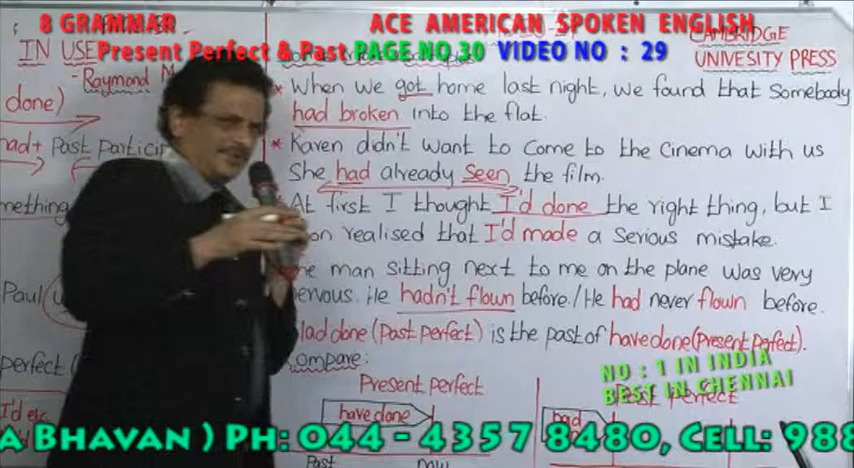 8 GRAMMAR
ACE AMERICAN SPOKEN ENGLISH
Present Perfect & Past PAGE NO 30 VIDEO NO : 29
IN USE
CAMBRIDGE
UNIVESITY PRESS
- Raymond M
done)
had + Past Particip
mething
Paul
perfect (
I'd etc
* When we got home last night, we found that Somebody
had broken into the flat.
* Karen didn't want to come to the cinema with us
She had already Seen the film.
At first I thought I'd done the right thing, but I
realised that I'd made a serious mistake.
man sitting next to me on the plane was very
nervous. He hadn't flown before./He had never flown before.
Had done (Past perfect) is the past of have done (Present Perfect).
Compare:
Present perfect
Past perfect
have done
had
Past now
NO : 1 IN INDIA
BEST IN CHENNAI
A BHAVAN ) PH: 044 - 4357 8480, CELL: 988